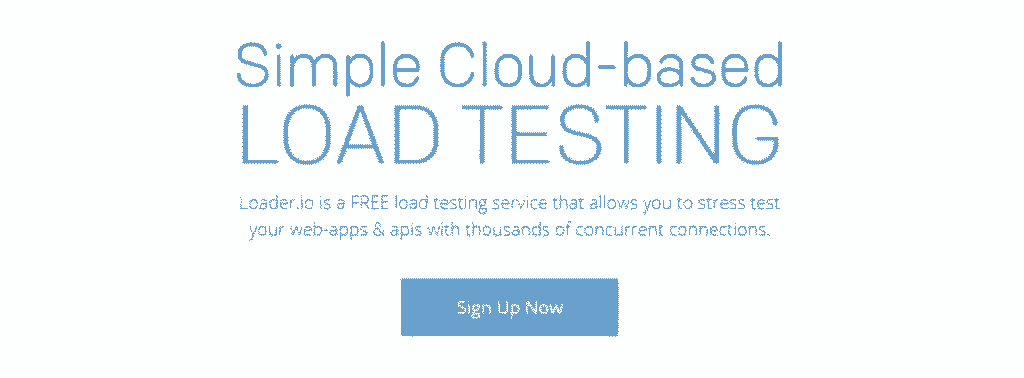 Simple Cloud-based
LOAD TESTING
Loader.io is a FREE load testing service that allows you to stress test
your web-apps & apis with thousands of concurrent connections.
Sign Up Now